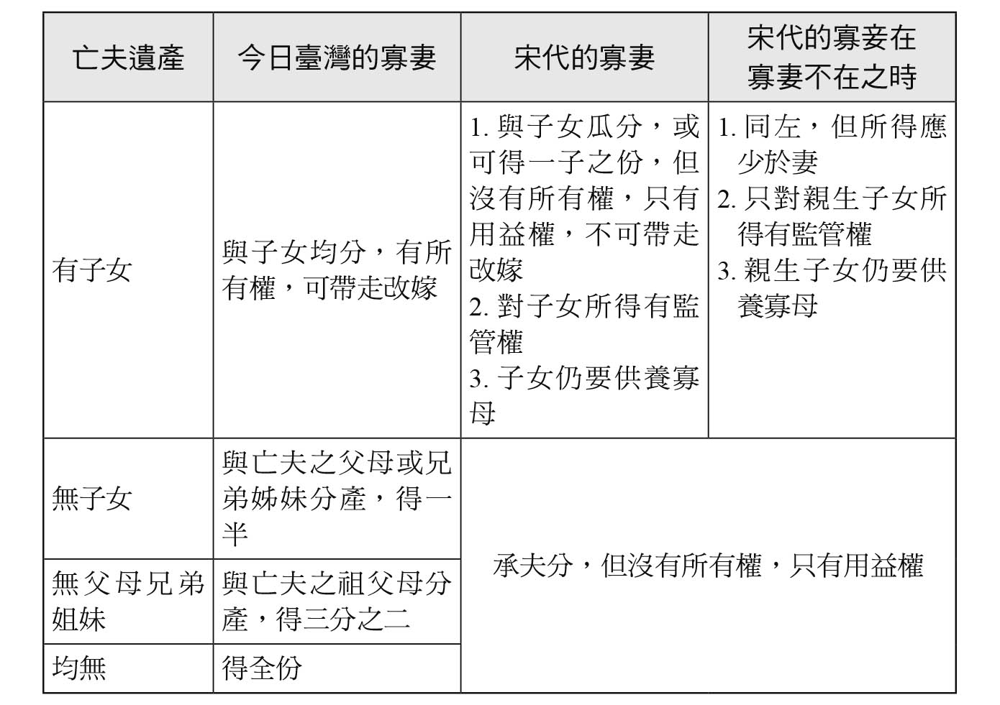 亡夫遺產
今日臺灣的寡妻
宋代的寡妻
宋代的寡妾在
寡妻不在之時
有子女
與子女均分，有所
有權，可帶走改嫁
1. 與子女瓜分，或
可得一子之份，但
沒有所有權，只有
用益權，不可帶走
改嫁
2. 對子女所得有監
管權
3. 子女仍要供養寡
母
1. 同左，但所得應
少於妻
2. 只對親生子女所
得有監管權
3. 親生子女仍要供
養寡母
無子女
與亡夫之父母或兄
弟姊妹分產，得一
半
承夫分，但沒有所有權，只有用益權
無父母兄弟
姐妹
與亡夫之祖父母分
產，得三分之二
均無
得全份